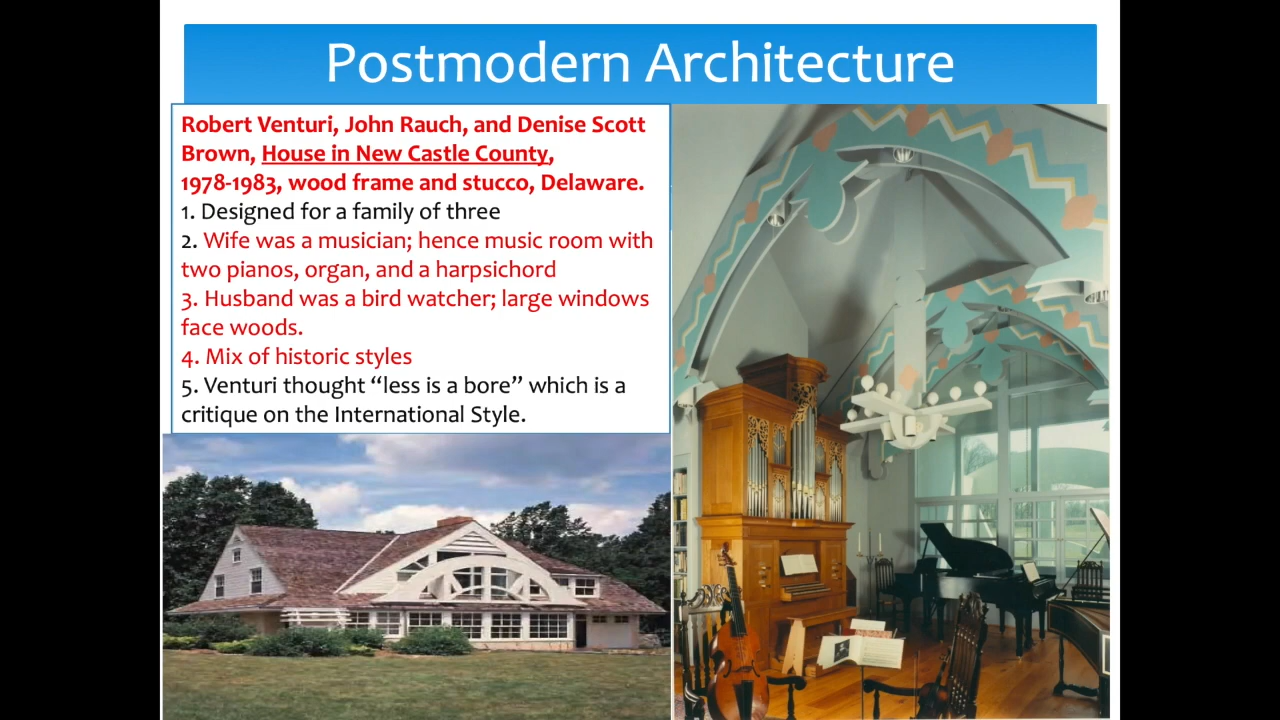 Postmodern Architecture
Robert Venturi, John Rauch, and Denise Scott
Brown, House in New Castle County,
1978-1983, wood frame and stucco, Delaware.
1. Designed for a family of three
2. Wife was a musician; hence music room with
two pianos, organ, and a harpsichord
3. Husband was a bird watcher; large windows
face woods.
4. Mix of historic styles
5. Venturi thought “less is a bore” which is a
critique on the International Style.